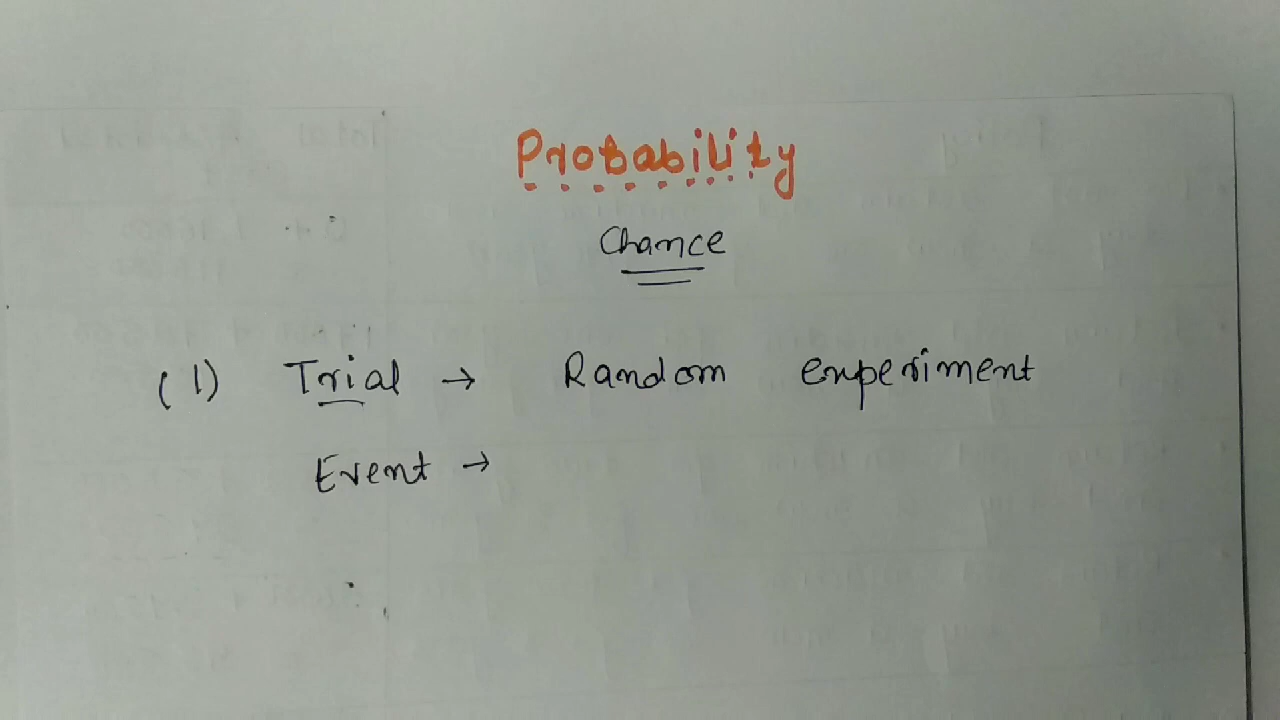 Probability
Chance
(1) Trial → Random experiment
Event →